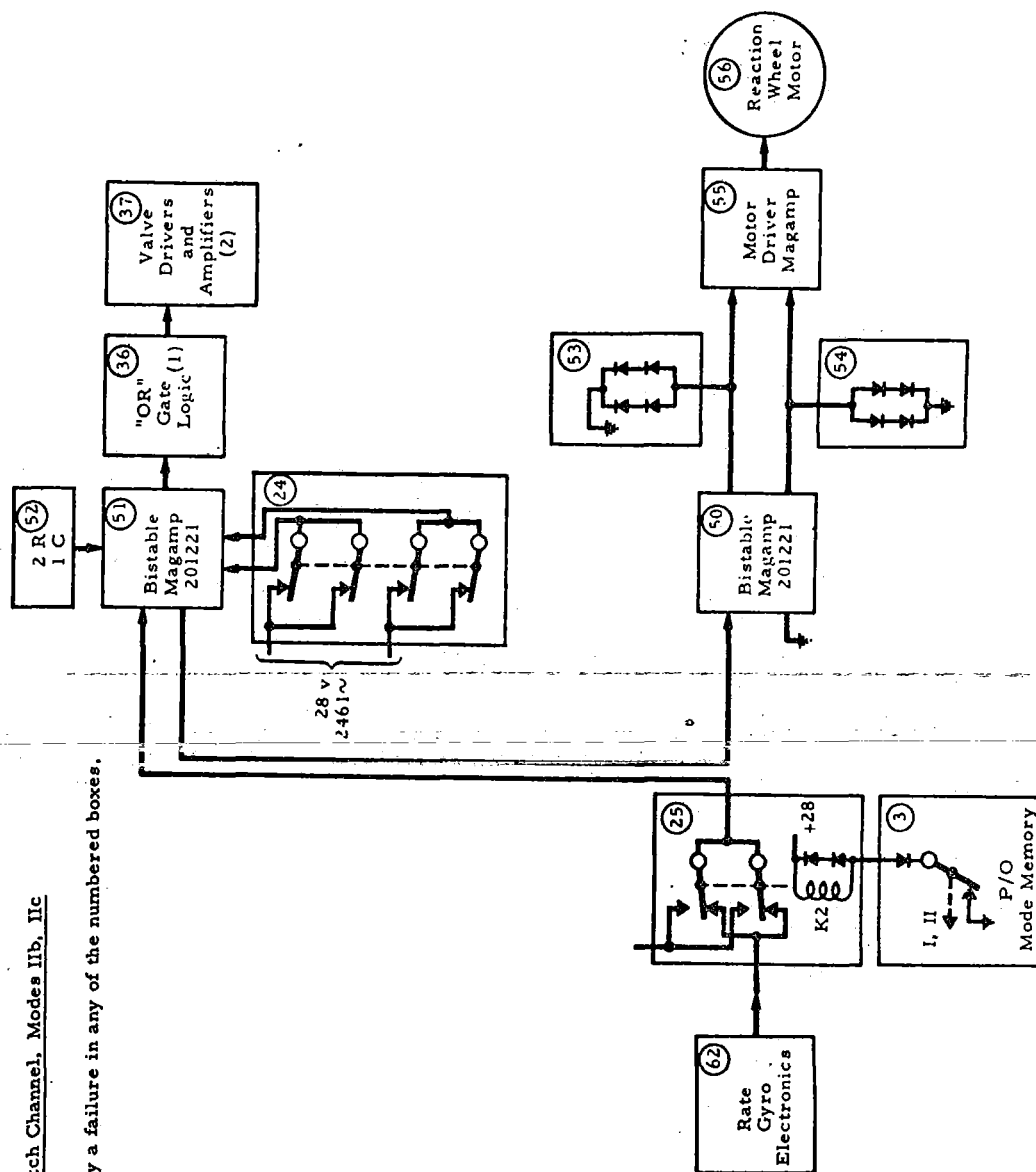 ch Channel, Modes IIb, IIc
y a failure in any of the numbered boxes.
62
Rate
Gyro
Electronics
25
K2
+28
3
I, II
P/O
Mode Memory
28 v
2461~
24
52
2 R
1 C
51
Bistable
Magamp
201221
36
"OR"
Gate
Logic (1)
37
Valve
Drivers
and
Amplifiers
(2)
50
Bistable
Magamp
201221
53
54
55
Motor
Driver
Magamp
56
Reaction
Wheel
Motor